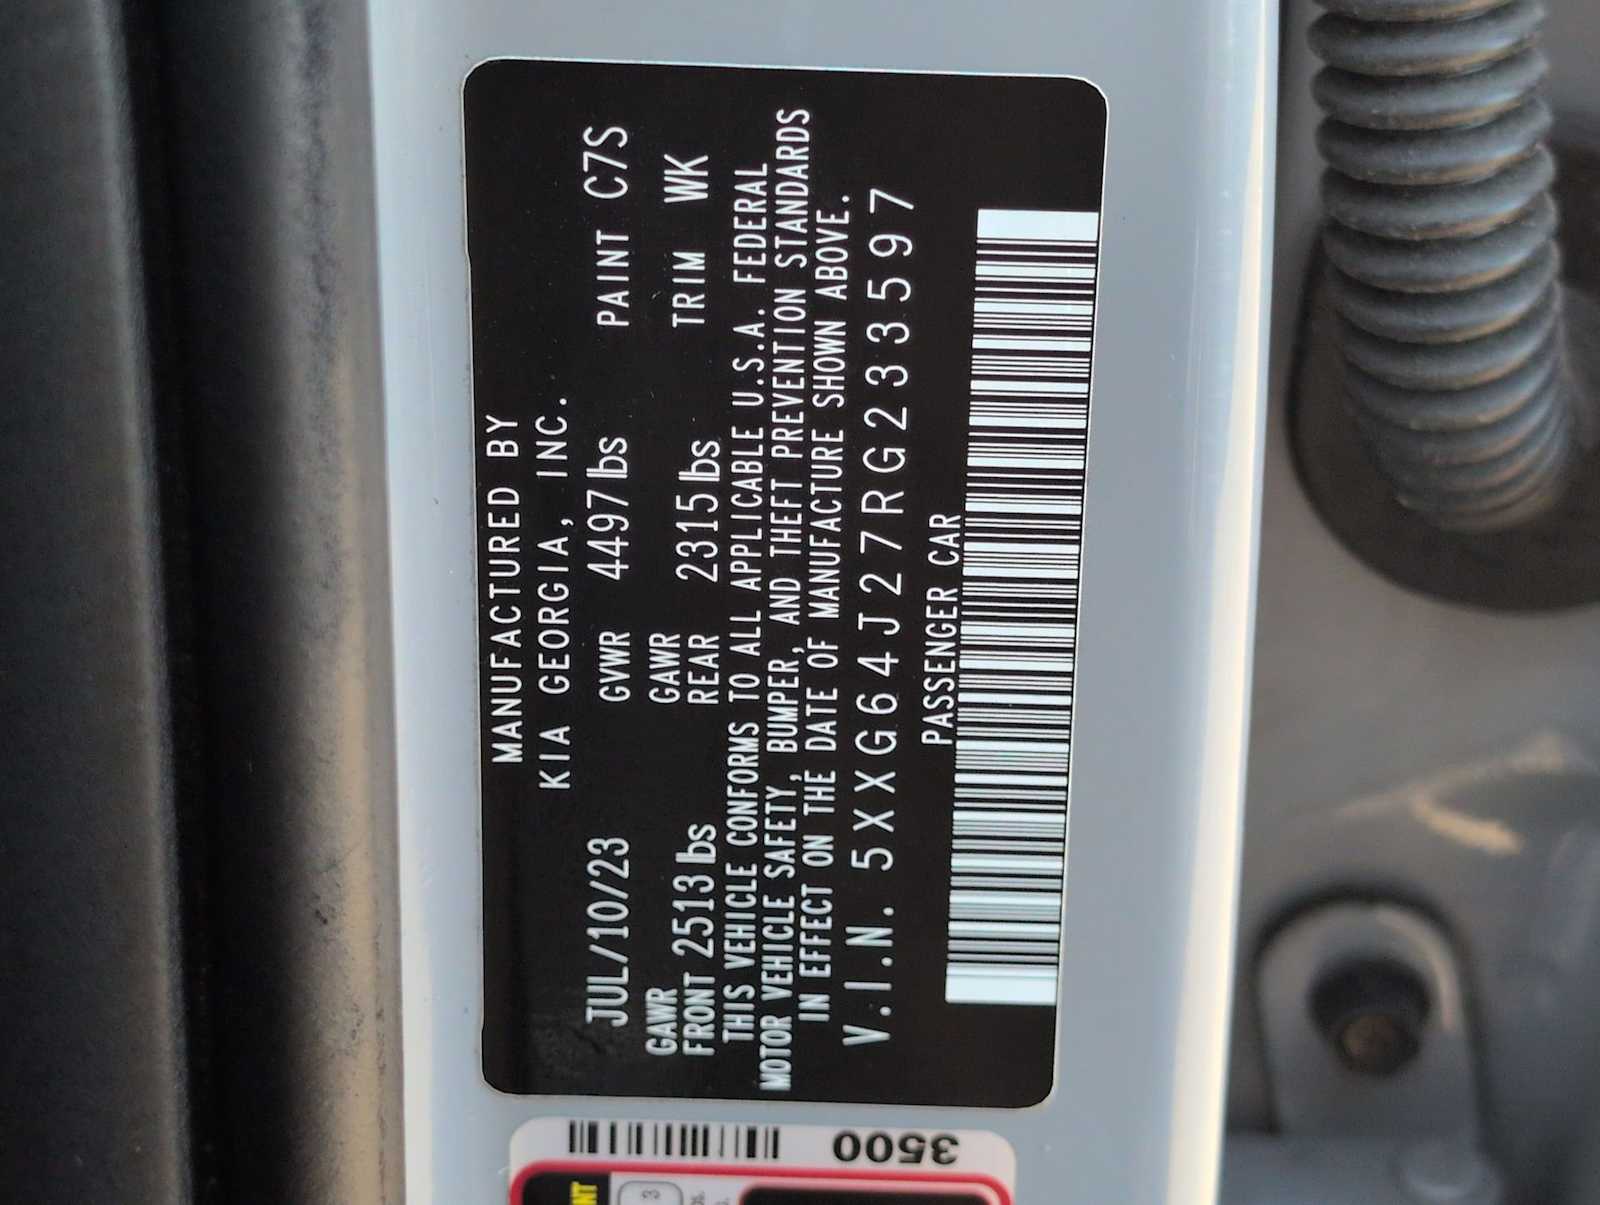 MANUFACTURED BY
KIA GEORGIA, INC.
JUL/10/23 GVWR 4497lbs PAINT C7S
GAWR FRONT 2513lbs GAWR REAR 2315lbs TRIM WK
THIS VEHICLE CONFORMS TO ALL APPLICABLE U.S.A. FEDERAL
MOTOR VEHICLE SAFETY, BUMPER, AND THEFT PREVENTION STANDARDS
IN EFFECT ON THE DATE OF MANUFACTURE SHOWN ABOVE.
V.I.N. 5XXG64J27RG233597
PASSENGER CAR
3500
3